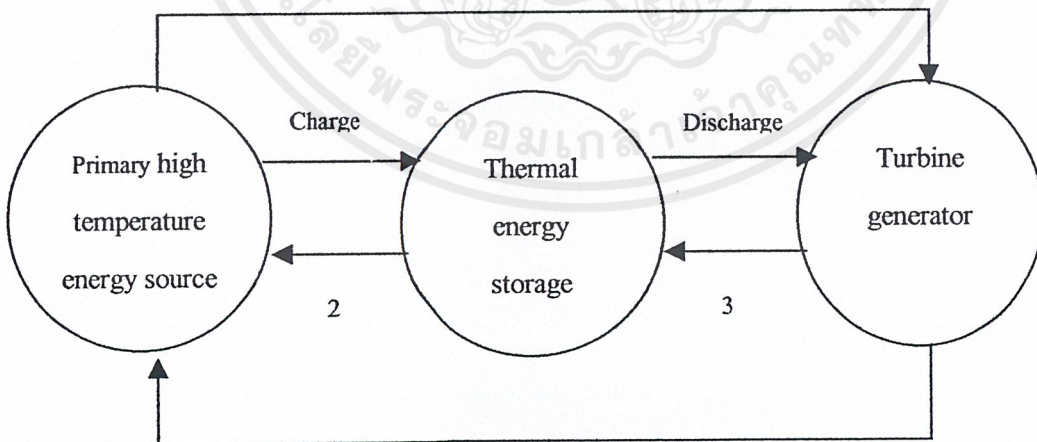 Charge
Discharge
Primary high
temperature
energy source
Thermal
energy
storage
Turbine
generator
2
3